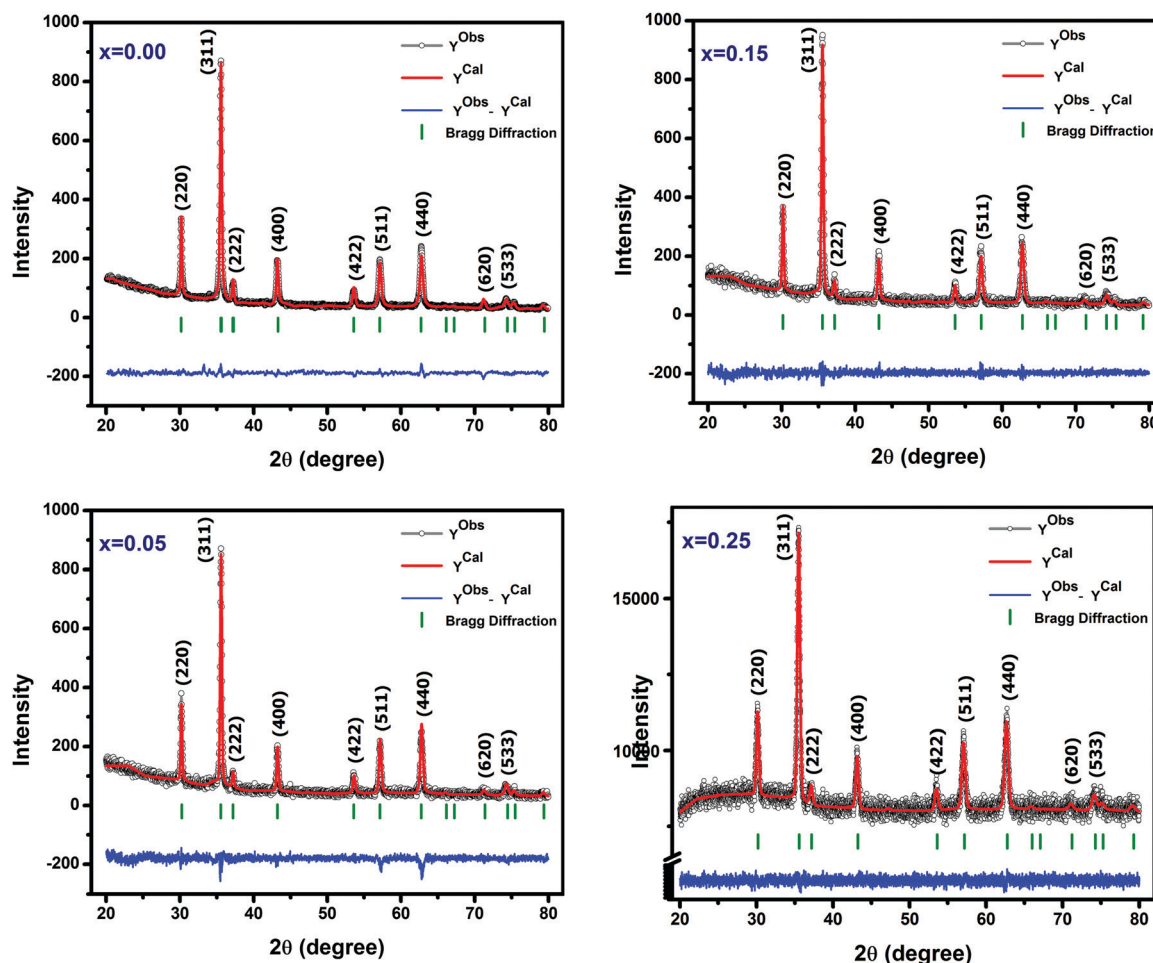 x=0.00
(311)
Y^Obs
Y^Cal
Y^Obs- Y^Cal
Bragg Diffraction
(220)
(222)
(400)
(422)
(511)
(440)
(620)
(533)
Intensity
1000
800
600
400
200
0
-200
20 30 40 50 60 70 80
2θ (degree)
x=0.15
(311)
Y^Obs
Y^Cal
Y^Obs- Y^Cal
Bragg Diffraction
(220)
(222)
(400)
(422)
(511)
(440)
(620)
(533)
Intensity
1000
800
600
400
200
0
-200
20 30 40 50 60 70 80
2θ (degree)
x=0.05
(311)
Y^Obs
Y^Cal
Y^Obs- Y^Cal
Bragg Diffraction
(220)
(222)
(400)
(422)
(511)
(440)
(620)
(533)
Intensity
1000
800
600
400
200
0
-200
20 30 40 50 60 70 80
2θ (degree)
x=0.25
(311)
Y^Obs
Y^Cal
Y^Obs- Y^Cal
Bragg Diffraction
(220)
(222)
(400)
(422)
(511)
(440)
(620)
(533)
Intensity
15000
10000
20 30 40 50 60 70 80
2θ (degree)